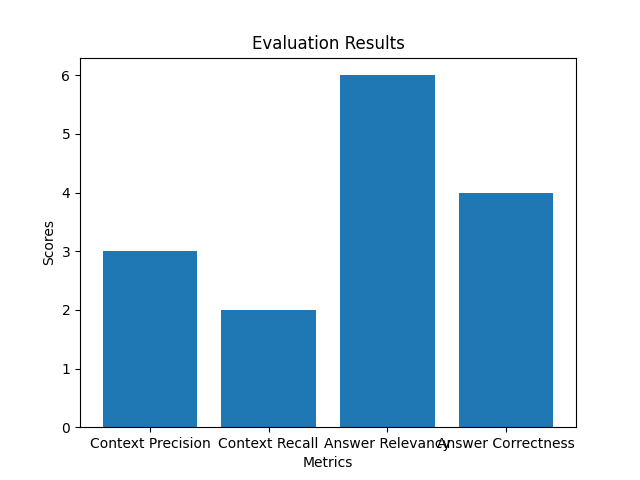 Evaluation Results
6
5
4
3
2
1
0
Scores
Context Precision Context Recall Answer Relevancy Answer Correctness
Metrics